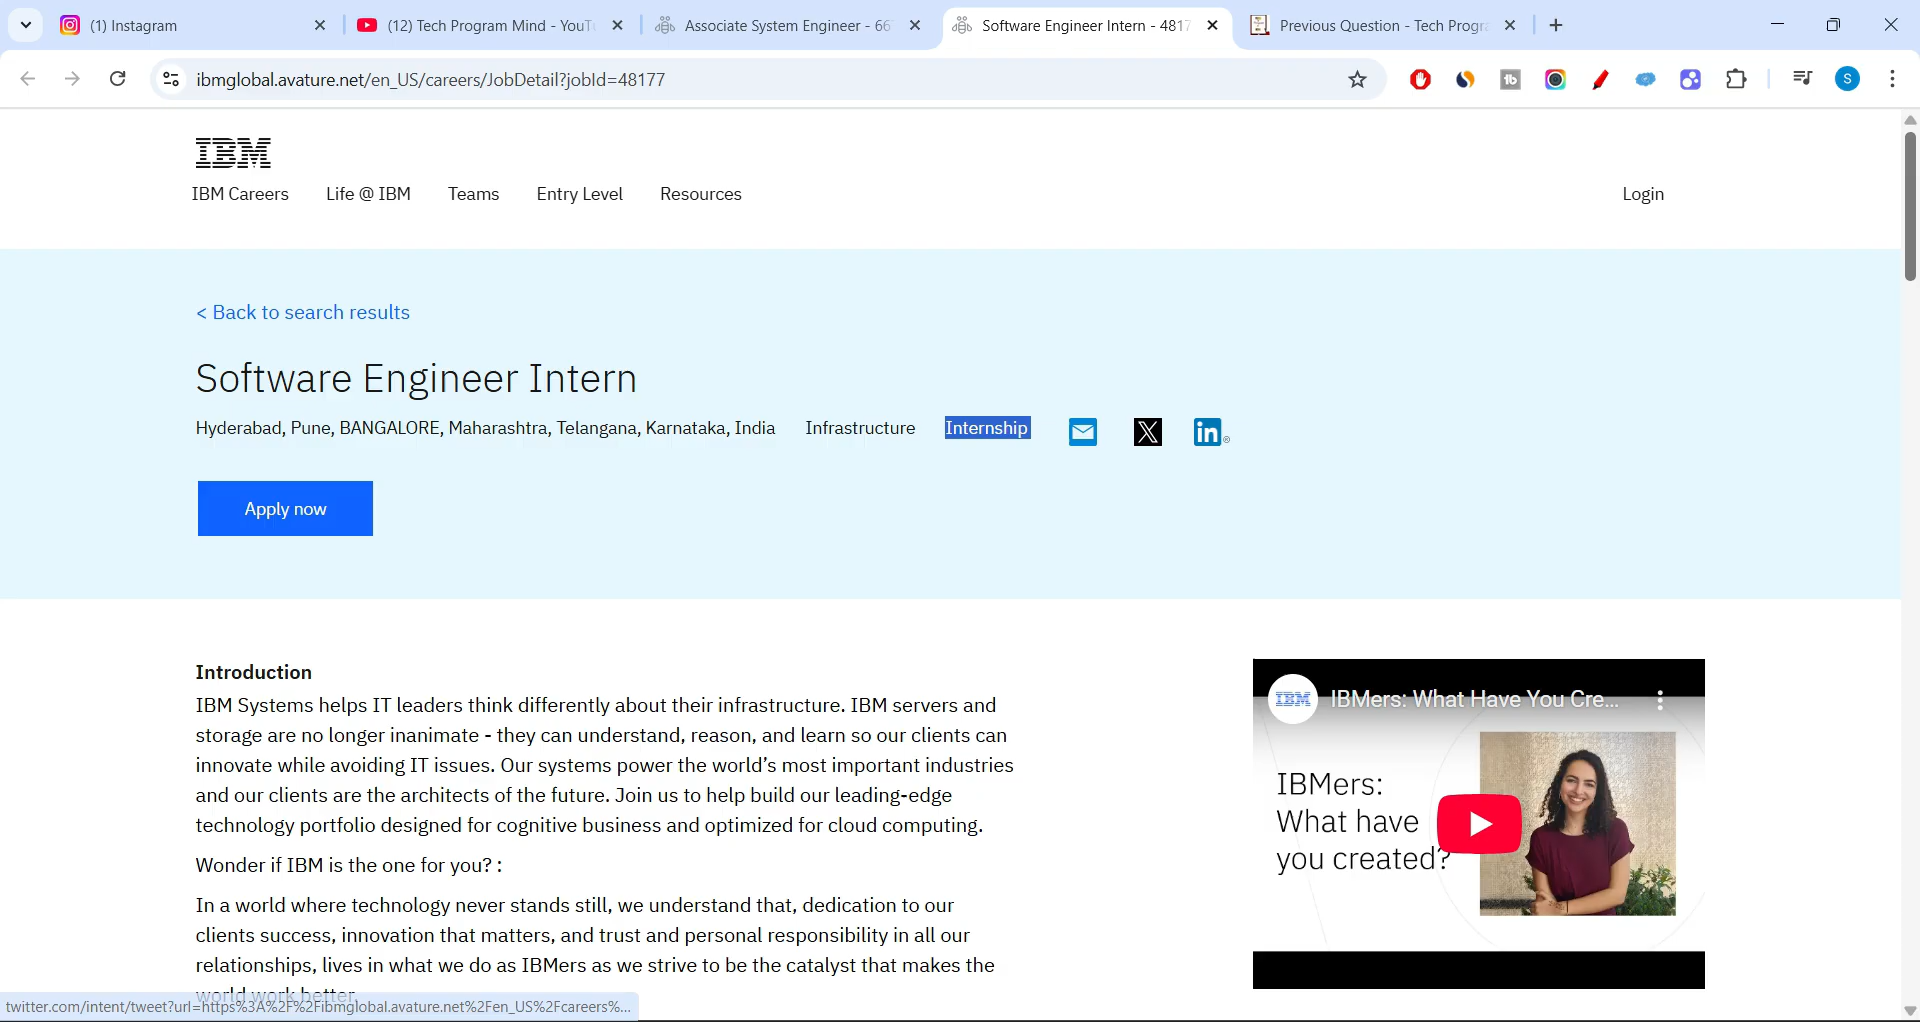 (1) Instagram
(12) Tech Program Mind - YouT
Associate System Engineer - 66
Software Engineer Intern - 4817
Previous Question - Tech Progra
ibmglobal.avature.net/en_US/careers/JobDetail?jobId=48177
tb
S
IBM
IBM Careers
Life @ IBM
Teams
Entry Level
Resources
Login
< Back to search results
Software Engineer Intern
Hyderabad, Pune, BANGALORE, Maharashtra, Telangana, Karnataka, India
Infrastructure
Internship
X
in
Apply now
Introduction
IBM Systems helps IT leaders think differently about their infrastructure. IBM servers and
storage are no longer inanimate - they can understand, reason, and learn so our clients can
innovate while avoiding IT issues. Our systems power the world’s most important industries
and our clients are the architects of the future. Join us to help build our leading-edge
technology portfolio designed for cognitive business and optimized for cloud computing.
Wonder if IBM is the one for you? :
In a world where technology never stands still, we understand that, dedication to our
clients success, innovation that matters, and trust and personal responsibility in all our
relationships, lives in what we do as IBMers as we strive to be the catalyst that makes the
world work better.
IBM
IBMers: What Have You Cre...
IBMers:
What have
you created?
twitter.com/intent/tweet?url=https%3A%2F%2Fibmglobal.avature.net%2Fen_US%2Fcareers%...